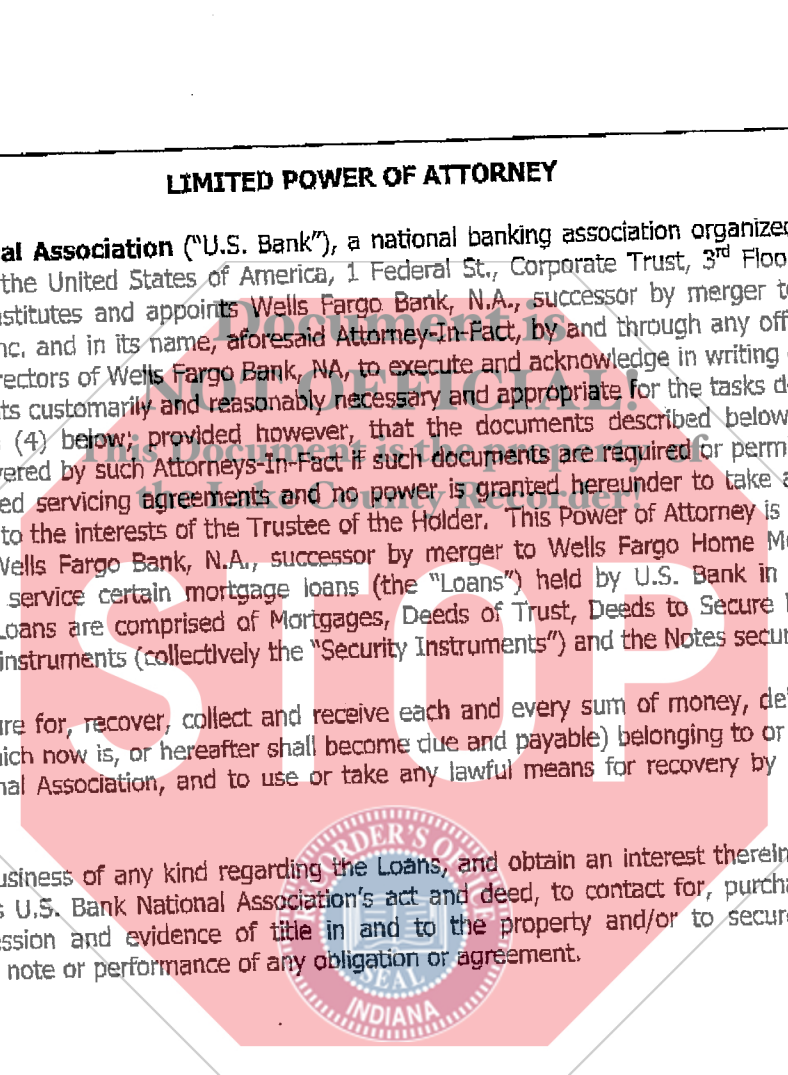 LIMITED POWER OF ATTORNEY
al Association ("U.S. Bank"), a national banking association organized
the United States of America, 1 Federal St., Corporate Trust, 3rd Floo
stitutes and appoints Wells Fargo Bank, N.A., successor by merger to
nc. and in its name, aforesaid Attorney-In-Fact, by and through any off
rectors of Wells Fargo Bank, NA, to execute and acknowledge in writing
ts customarily and reasonably necessary and appropriate for the tasks d
(4) below; provided however, that the documents described below
vered by such Attorneys-In-Fact if such documents are required or perm
ed servicing agreements and no power is granted hereunder to take a
to the interests of the Trustee of the Holder. This Power of Attorney is
Wells Fargo Bank, N.A., successor by merger to Wells Fargo Home Mo
service certain mortgage loans (the "Loans") held by U.S. Bank in
Loans are comprised of Mortgages, Deeds of Trust, Deeds to Secure
instruments (collectively the "Security Instruments") and the Notes secur
ure for, recover, collect and receive each and every sum of money, de
hich now is, or hereafter shall become due and payable) belonging to or
nal Association, and to use or take any lawful means for recovery by
usiness of any kind regarding the Loans, and obtain an interest therein
s U.S. Bank National Association's act and deed, to contact for, purcha
ession and evidence of title in and to the property and/or to secure
note or performance of any obligation or agreement.
Document is
NOT OFFICIAL!
This Document is the property of
the Lake County Recorder!
STOP
RECORDER'S OFFICE
SEAL
INDIANA